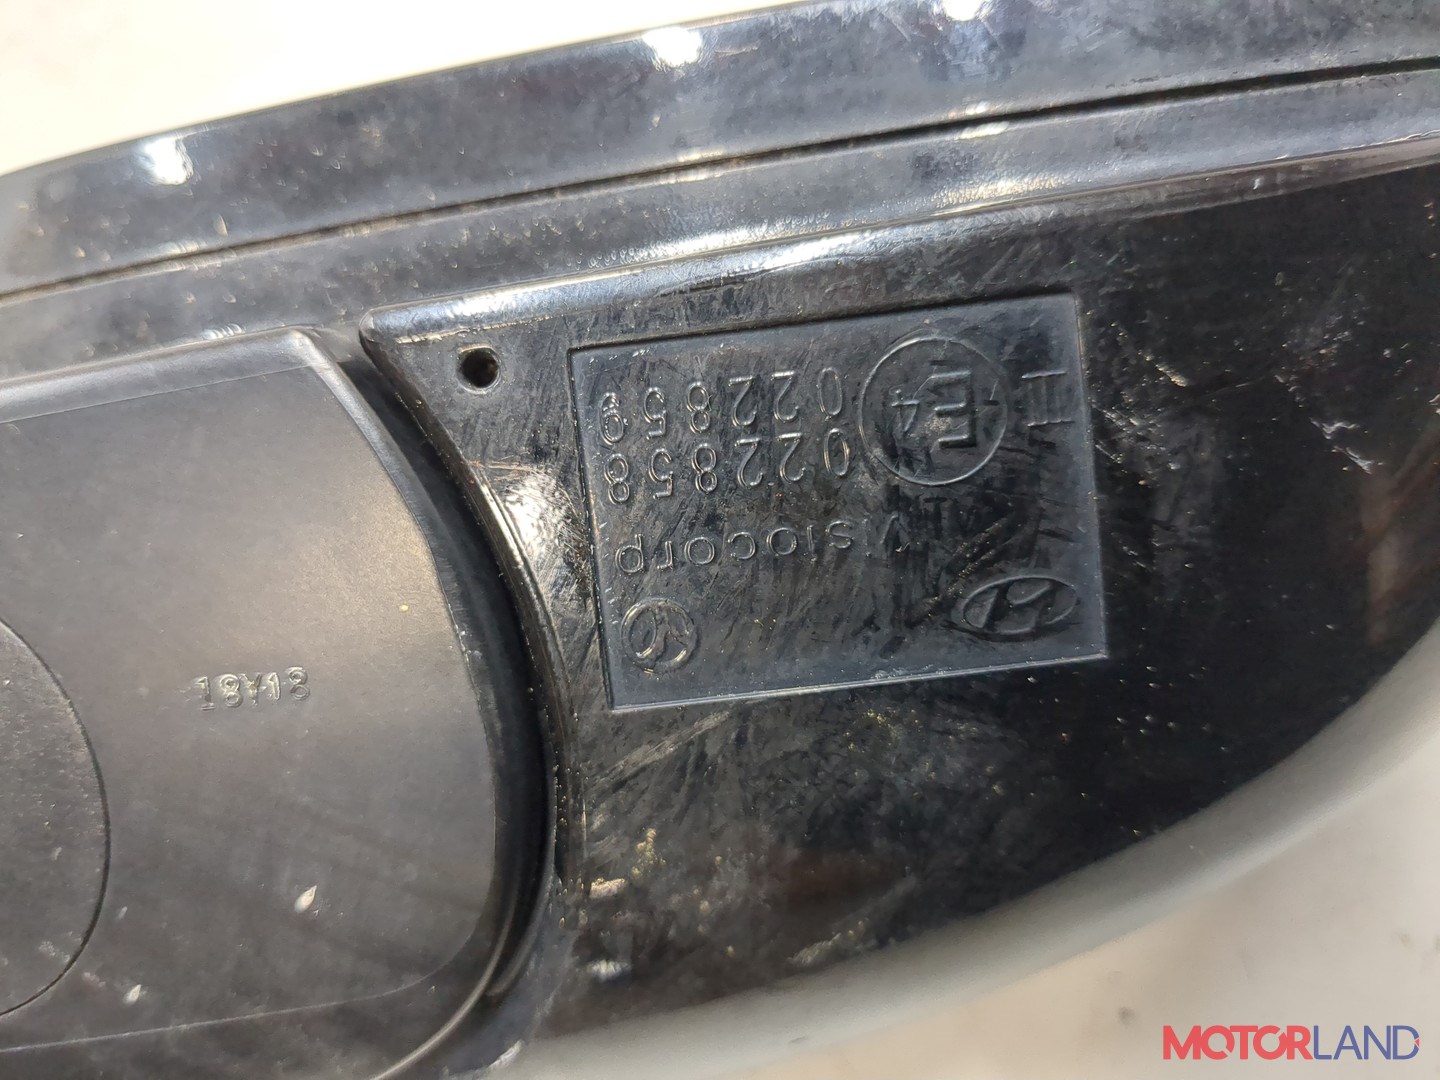 visiocorp
II E4 022858
022859
18Y18
MOTORLAND